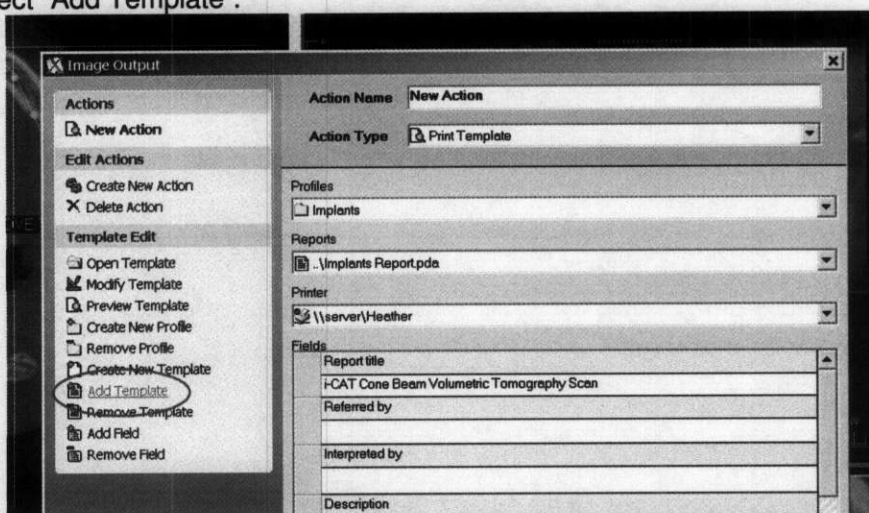 ect "Add Template".
Image Output
Actions
New Action
Edit Actions
Create New Action
Delete Action
Template Edit
Open Template
Modify Template
Preview Template
Create New Profile
Remove Profile
Create New Template
Add Template
Remove Template
Add Field
Remove Field
Action Name New Action
Action Type Print Template
Profiles
Implants
Reports
..\Implants Report.pda
Printer
\\server\Heather
Fields
Report title
i-CAT Cone Beam Volumetric Tomography Scan
Referred by
Interpreted by
Description